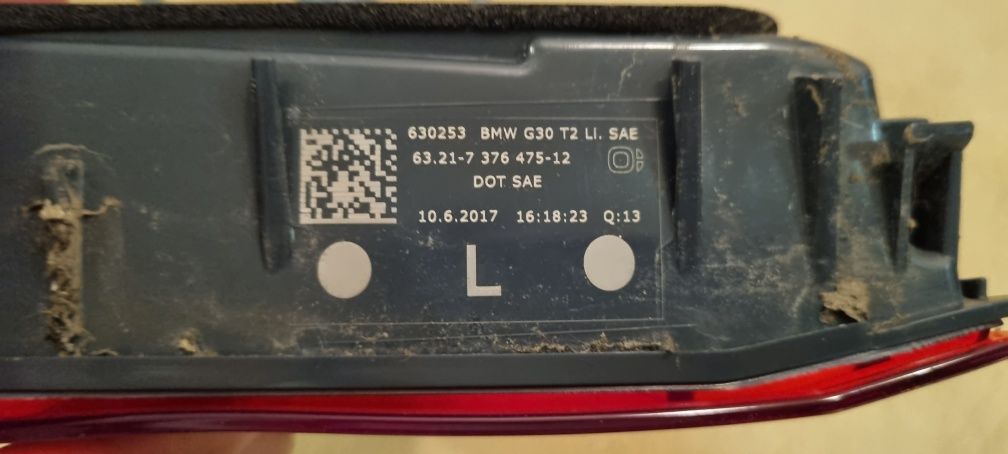 630253 BMW G30 T2 LI. SAE
63.21-7 376 475-12
DOT SAE
10.6.2017 16:18:23 Q:13
L